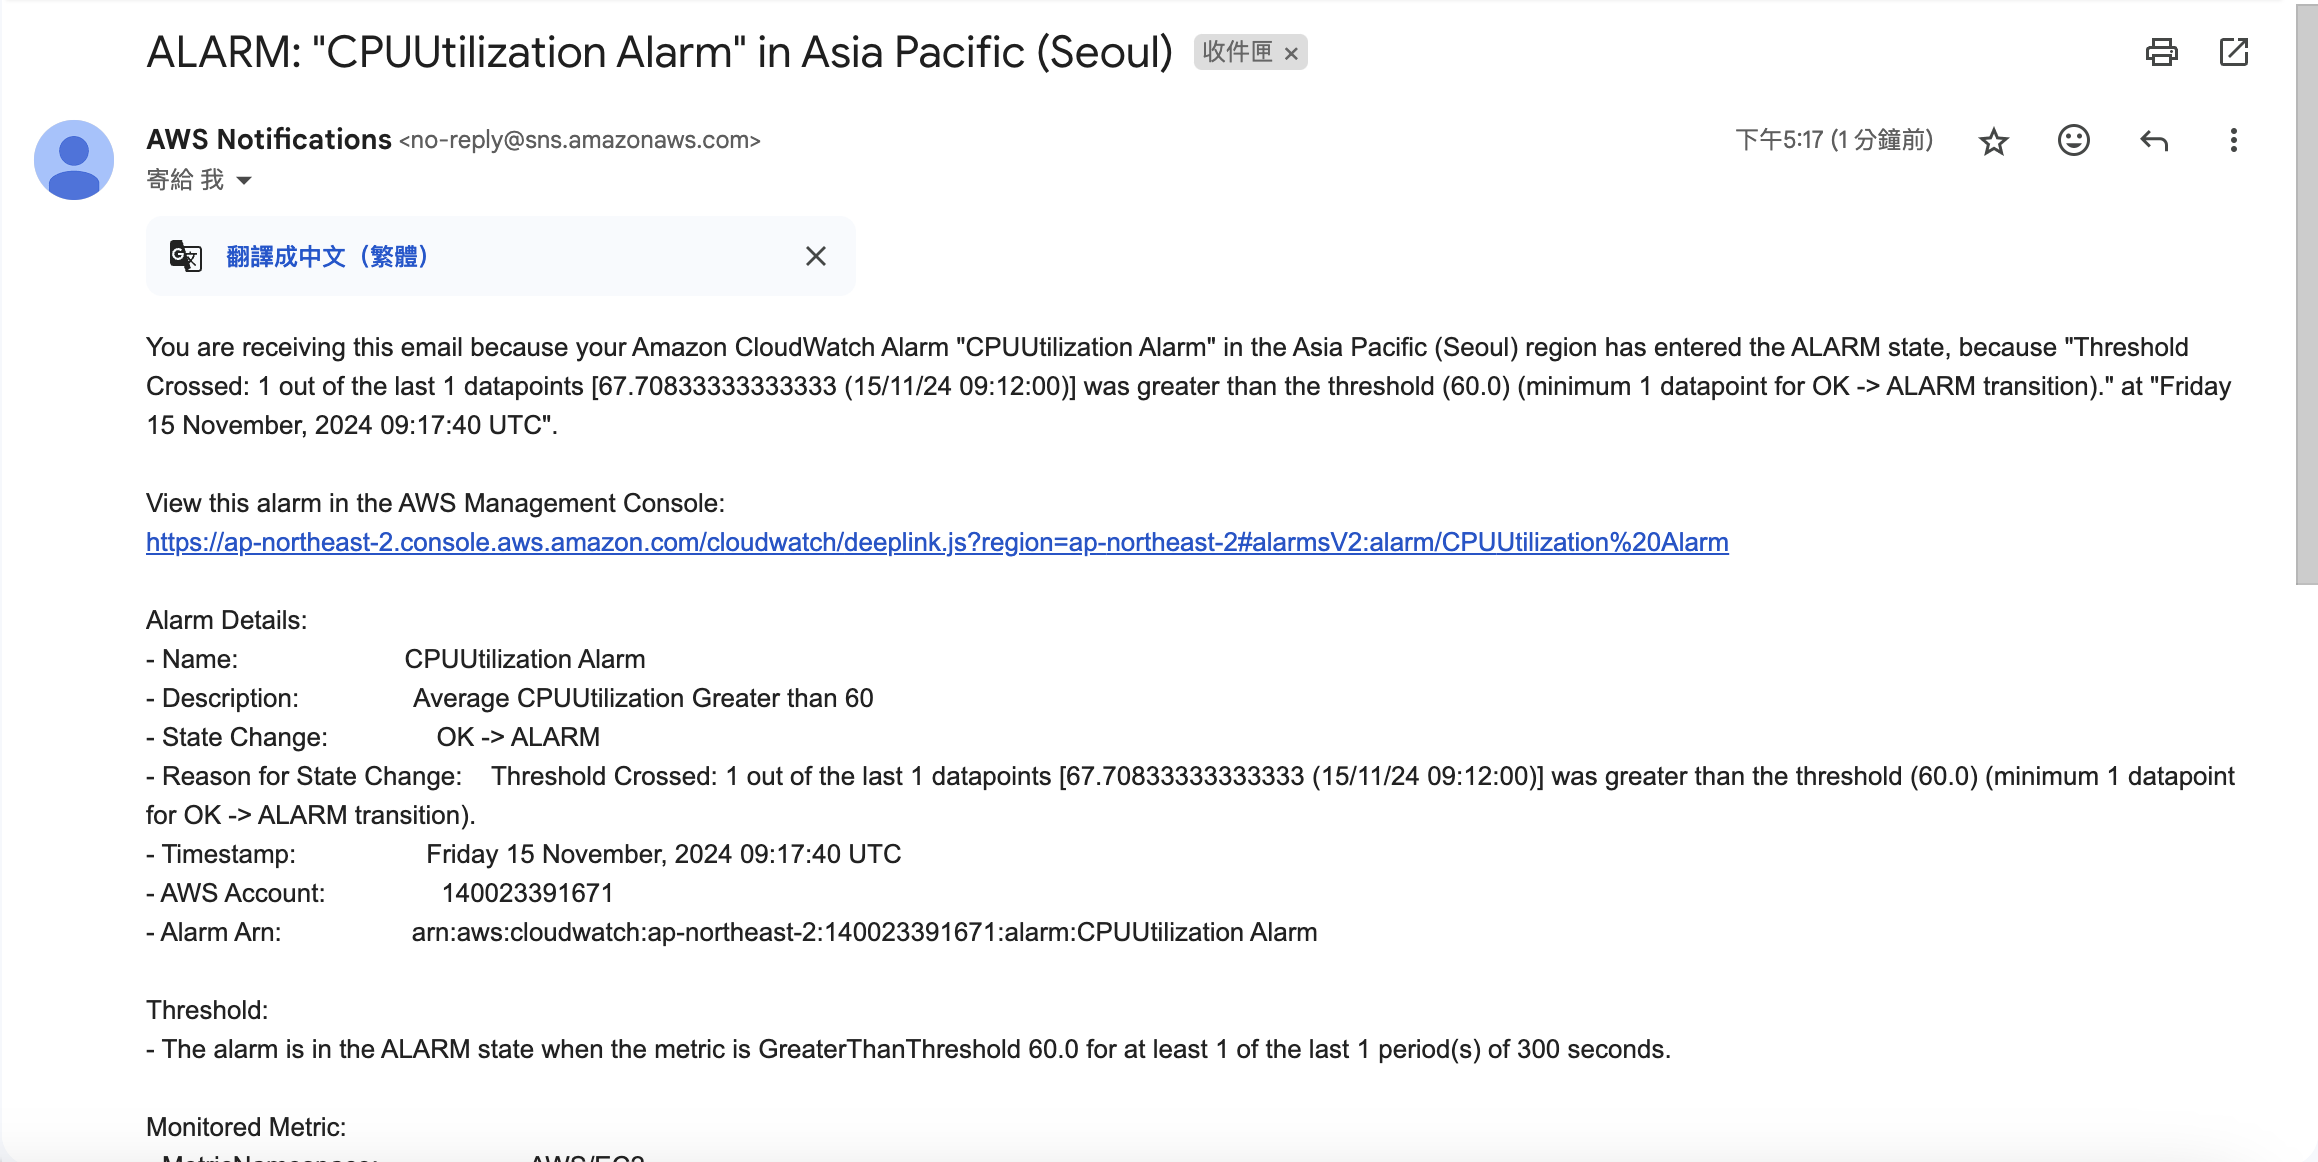 ALARM: "CPUUtilization Alarm" in Asia Pacific (Seoul) 收件匣 ×
AWS Notifications <no-reply@sns.amazonaws.com> 下午5:17 (1 分鐘前)
寄給 我
翻譯成中文（繁體）
You are receiving this email because your Amazon CloudWatch Alarm "CPUUtilization Alarm" in the Asia Pacific (Seoul) region has entered the ALARM state, because "Threshold
Crossed: 1 out of the last 1 datapoints [67.70833333333333 (15/11/24 09:12:00)] was greater than the threshold (60.0) (minimum 1 datapoint for OK -> ALARM transition)." at "Friday
15 November, 2024 09:17:40 UTC".
View this alarm in the AWS Management Console:
https://ap-northeast-2.console.aws.amazon.com/cloudwatch/deeplink.js?region=ap-northeast-2#alarmsV2:alarm/CPUUtilization%20Alarm
Alarm Details:
- Name: CPUUtilization Alarm
- Description: Average CPUUtilization Greater than 60
- State Change: OK -> ALARM
- Reason for State Change: Threshold Crossed: 1 out of the last 1 datapoints [67.70833333333333 (15/11/24 09:12:00)] was greater than the threshold (60.0) (minimum 1 datapoint
for OK -> ALARM transition).
- Timestamp: Friday 15 November, 2024 09:17:40 UTC
- AWS Account: 140023391671
- Alarm Arn: arn:aws:cloudwatch:ap-northeast-2:140023391671:alarm:CPUUtilization Alarm
Threshold:
- The alarm is in the ALARM state when the metric is GreaterThanThreshold 60.0 for at least 1 of the last 1 period(s) of 300 seconds.
Monitored Metric:
- MetricNamespace: AWS/EC2